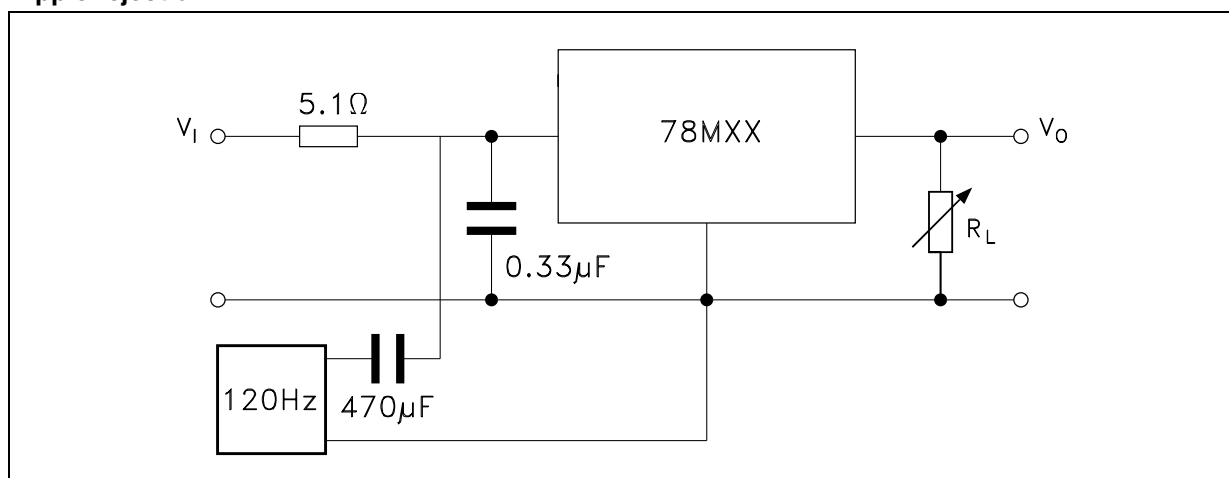 5.1Ω
V_I
78MXX
V_O
R_L
0.33µF
120Hz
470µF